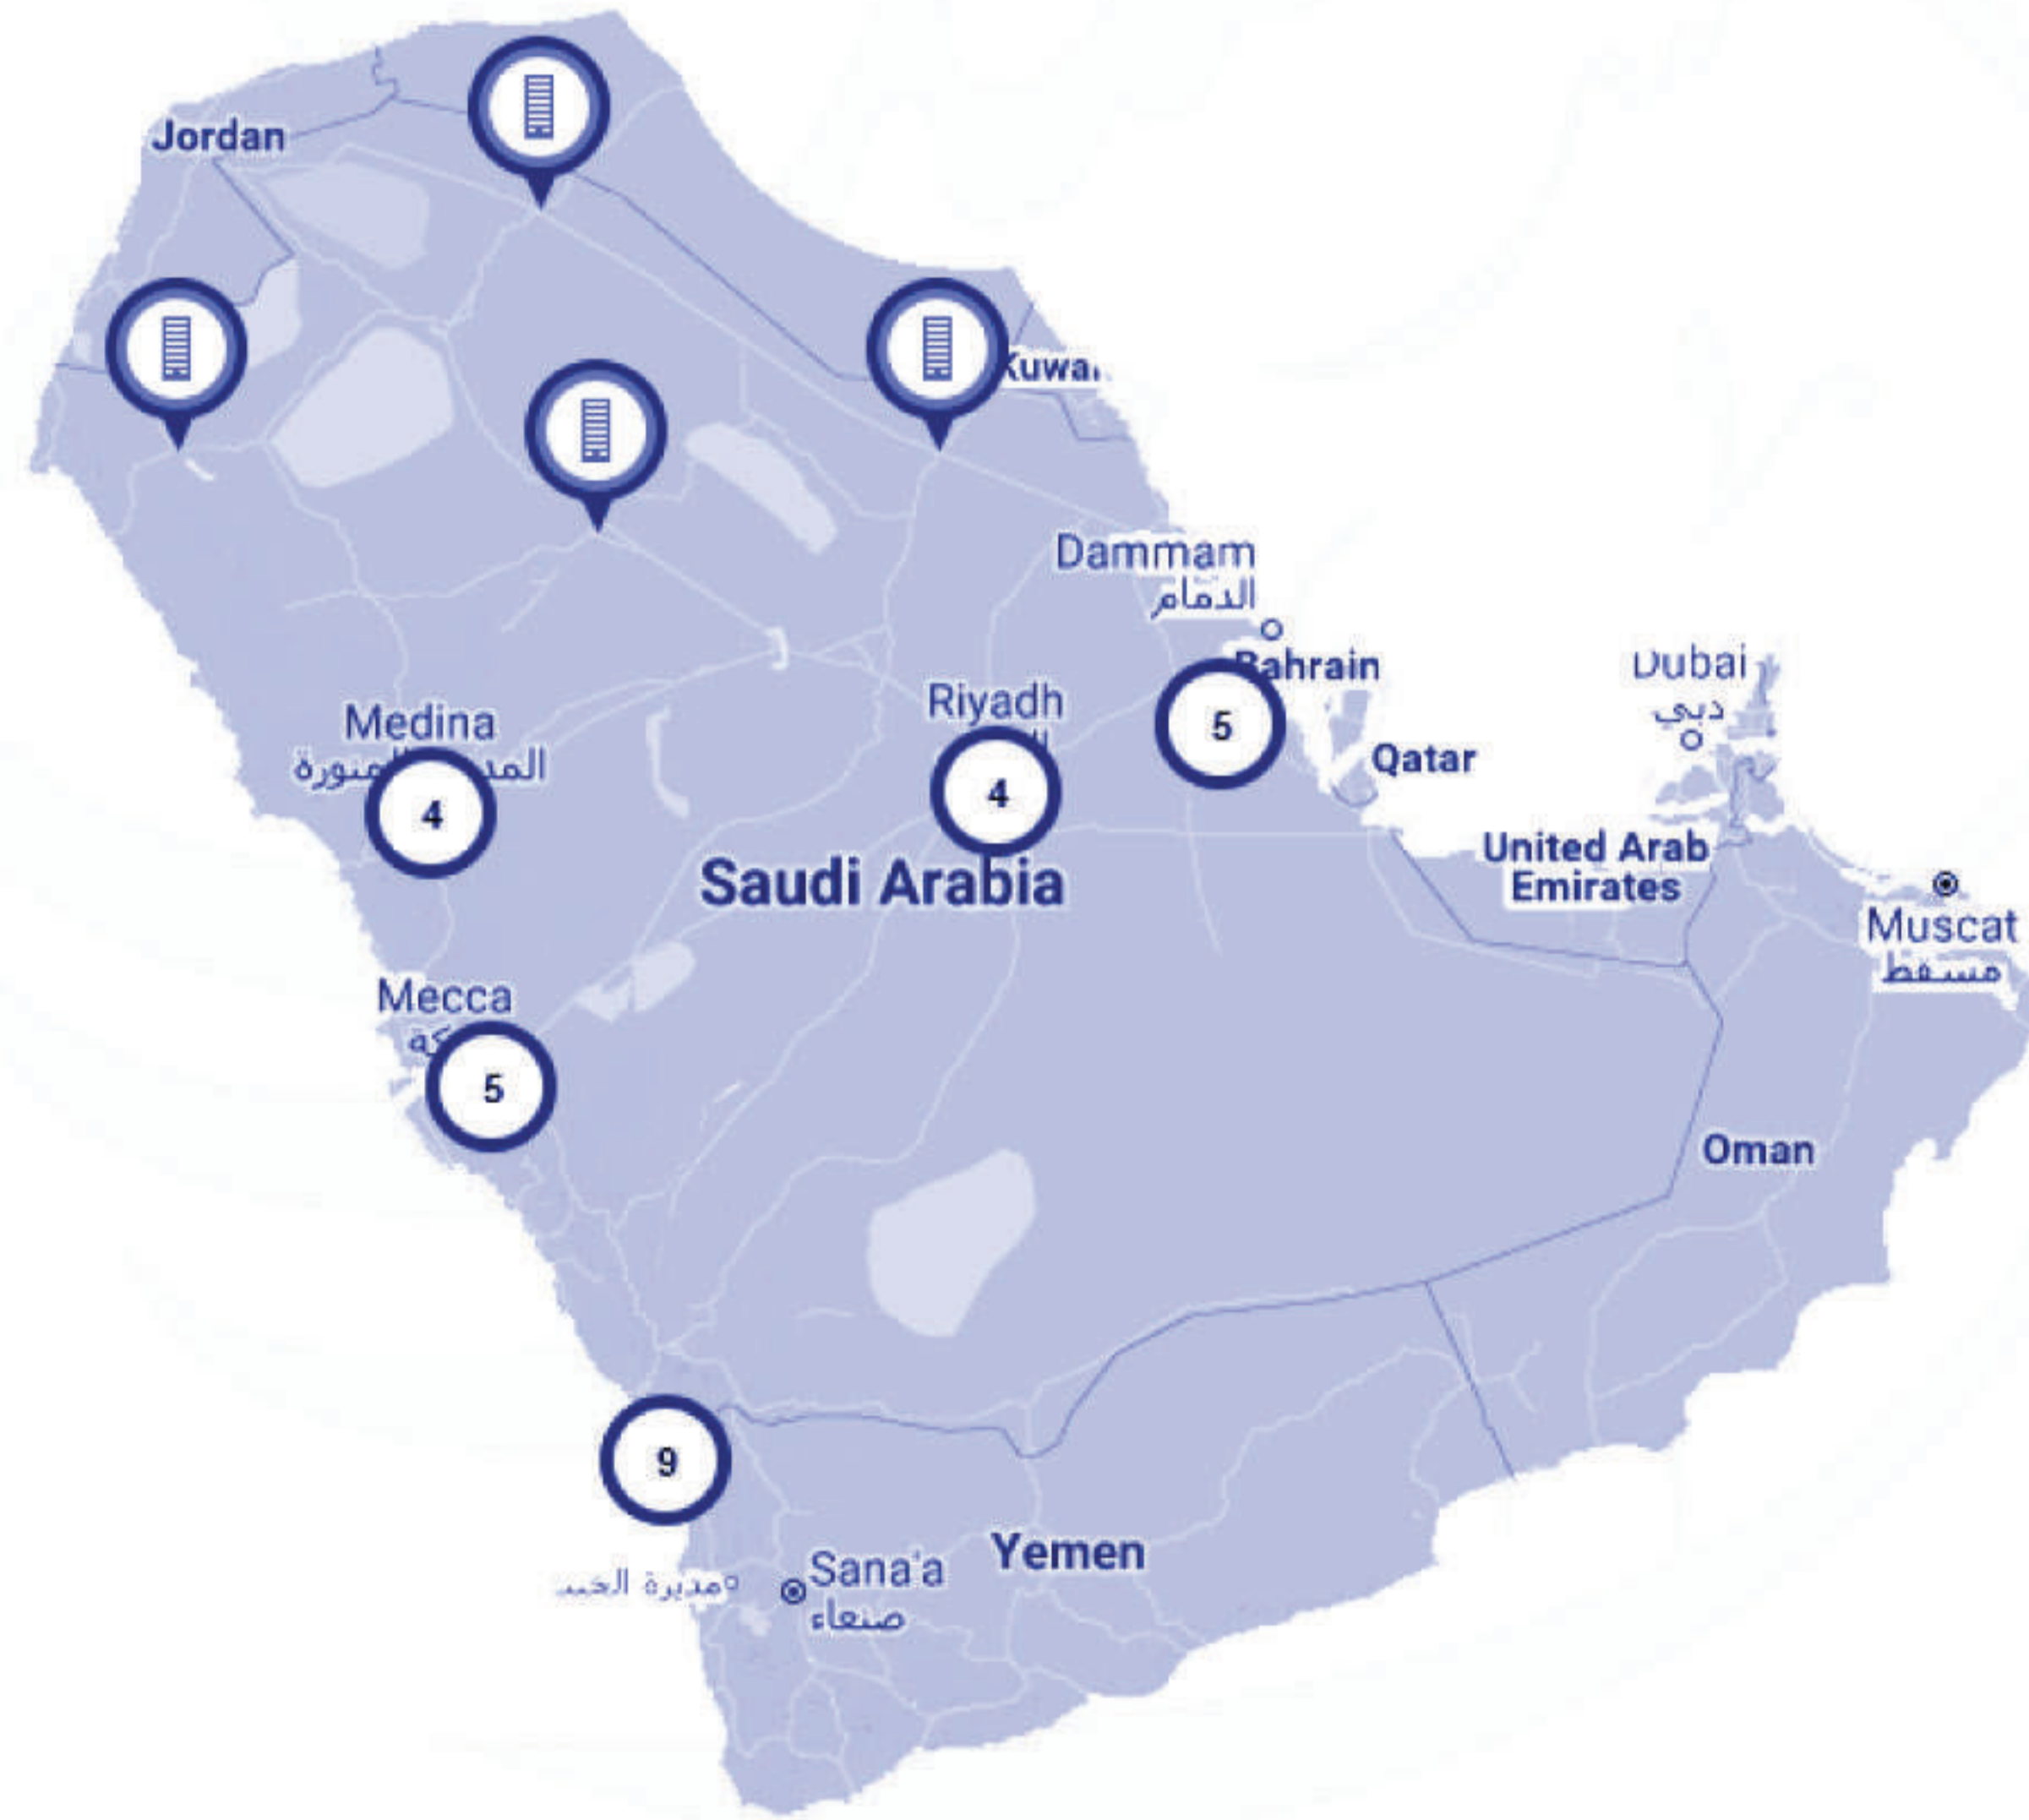 Jordan
Dammam
الدمام
Bahrain
Dubai
دبي
Riyadh
5
Medina
4
4
Qatar
Saudi Arabia
United Arab
Emirates
Muscat
مسقط
Mecca
5
Oman
9
Yemen
Sana'a
صنعاء
مديرة